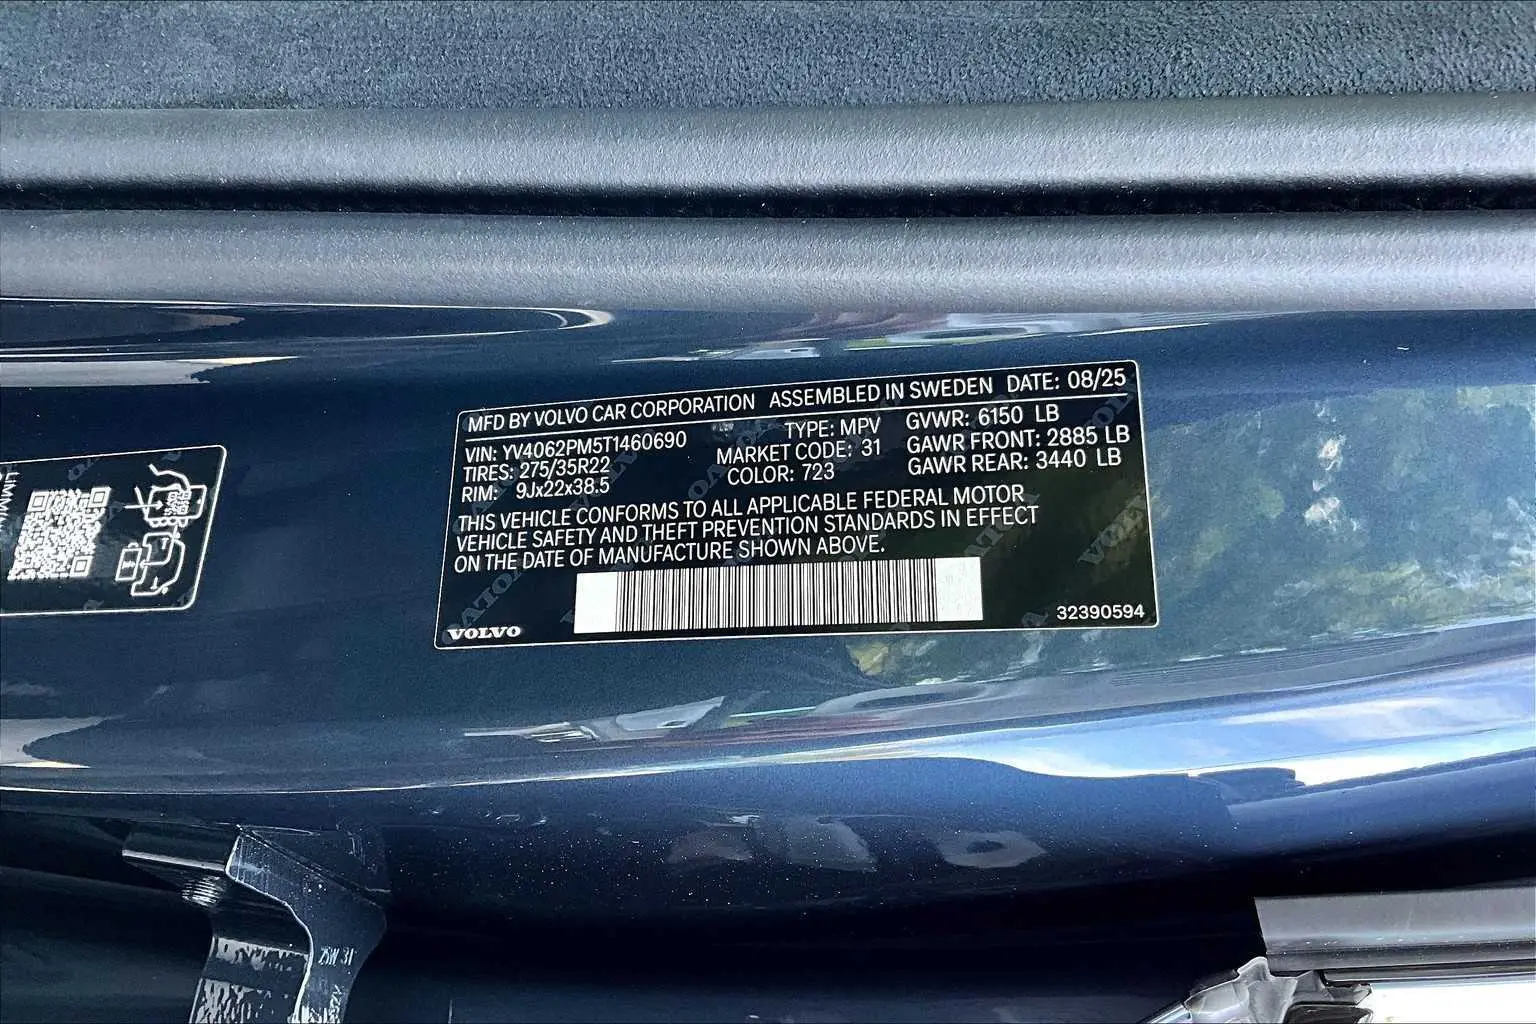 MFD BY VOLVO CAR CORPORATION ASSEMBLED IN SWEDEN DATE: 08/25
VIN: YV4062PM5T1460690 TYPE: MPV GVWR: 6150 LB
TIRES: 275/35R22 MARKET CODE: 31 GAWR FRONT: 2885 LB
RIM: 9Jx22x38.5 COLOR: 723 GAWR REAR: 3440 LB
THIS VEHICLE CONFORMS TO ALL APPLICABLE FEDERAL MOTOR
VEHICLE SAFETY AND THEFT PREVENTION STANDARDS IN EFFECT
ON THE DATE OF MANUFACTURE SHOWN ABOVE.
VOLVO 32390594